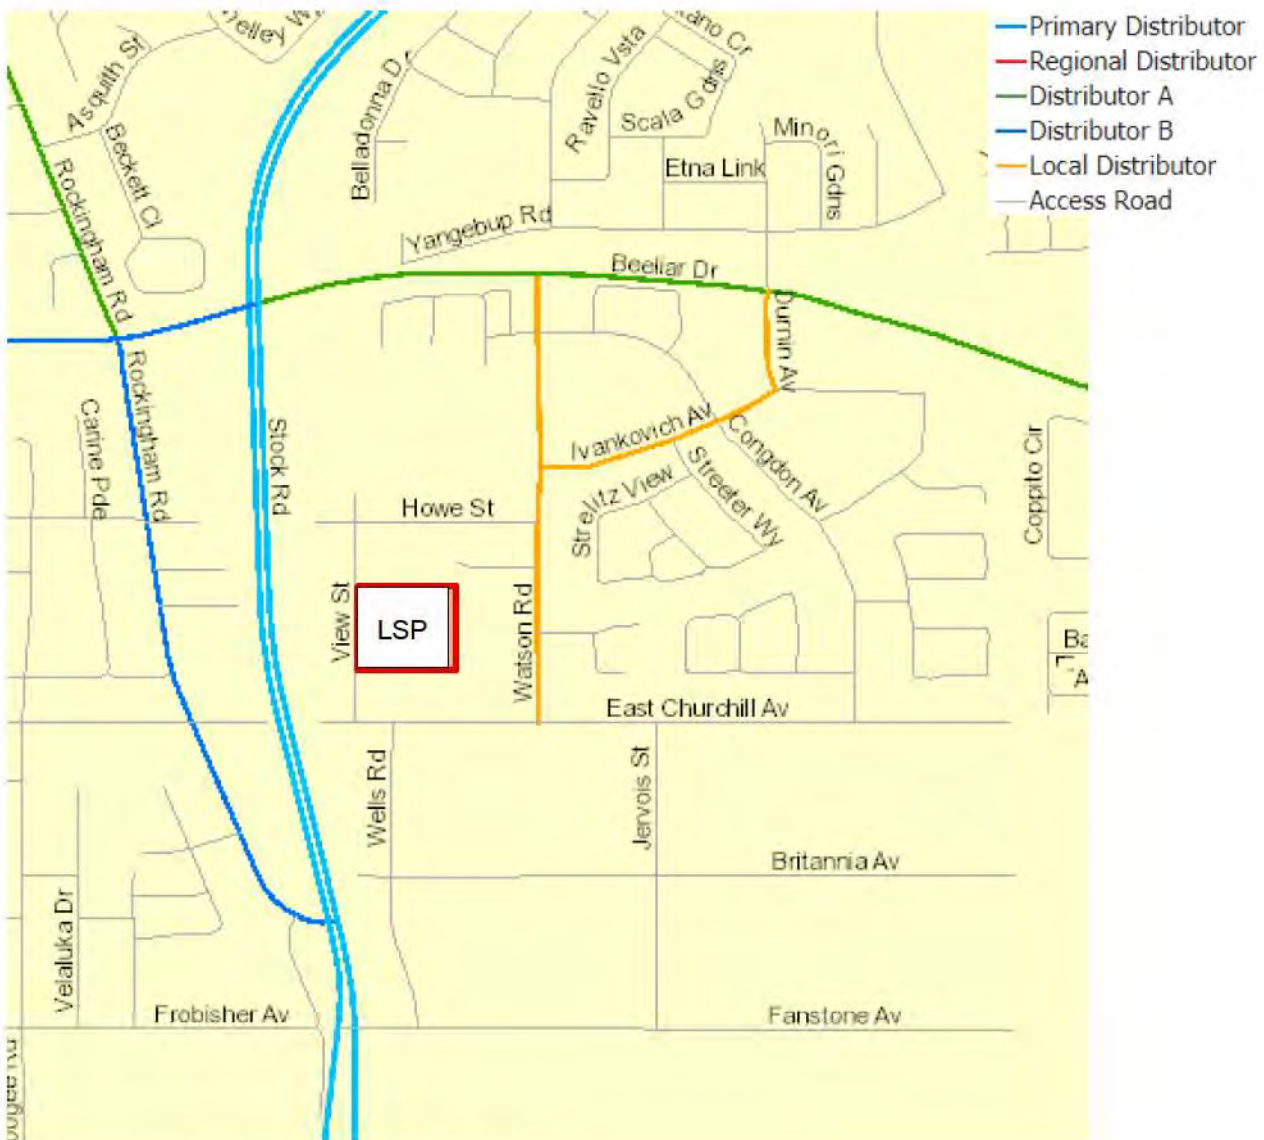 Primary Distributor
Regional Distributor
Distributor A
Distributor B
Local Distributor
Access Road
Asquith St
Beckett Cl
Rockingham Rd
Belladonna Dr
Ravello Vsta
Scala Gdns
Minori Gdns
Etna Link
Yangebup Rd
Beeliar Dr
Durnin Av
Rockingham Rd
Carine Pde
Stock Rd
Ivankovich Av
Congdon Av
Streeter Wy
Strelitz View
Howe St
Coppito Cir
View St
LSP
Watson Rd
Ba
A
East Churchill Av
Wells Rd
Jervois St
Britannia Av
Velaluka Dr
Frobisher Av
Fanstone Av